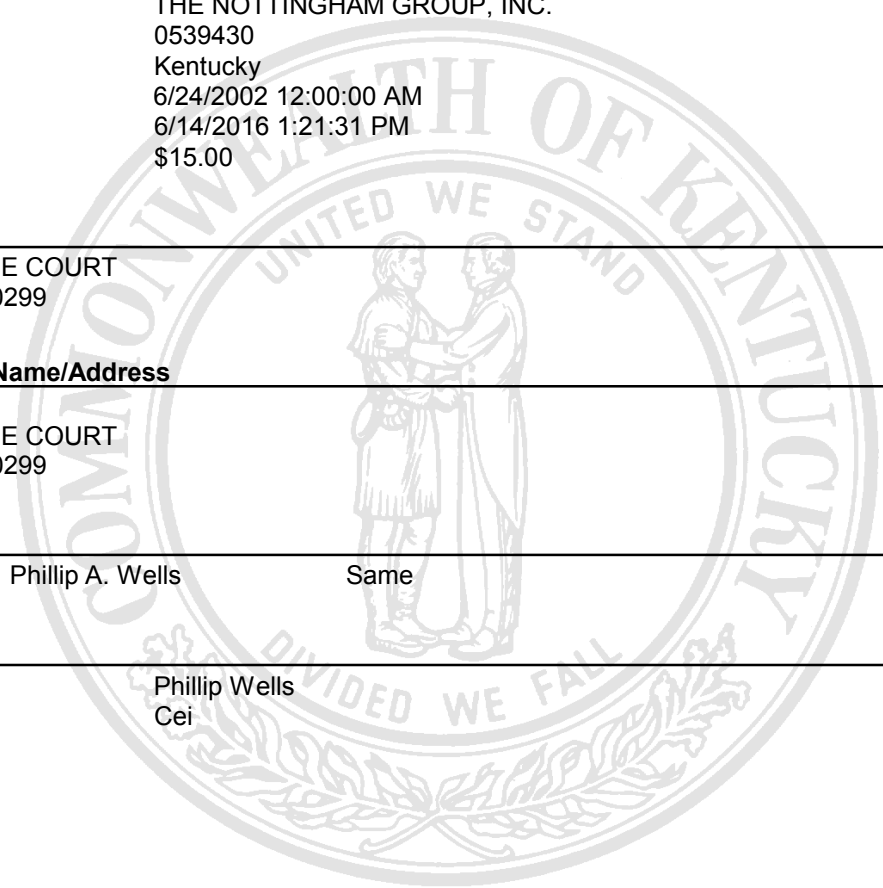 THE NOTTINGHAM GROUP, INC.
0539430
Kentucky
6/24/2002 12:00:00 AM
6/14/2016 1:21:31 PM
$15.00
COMMONWEALTH OF KENTUCKY
UNITED WE STAND
E COURT
0299
Name/Address
E COURT
0299
Phillip A. Wells Same
DIVIDED WE FALL
Phillip Wells
Cei